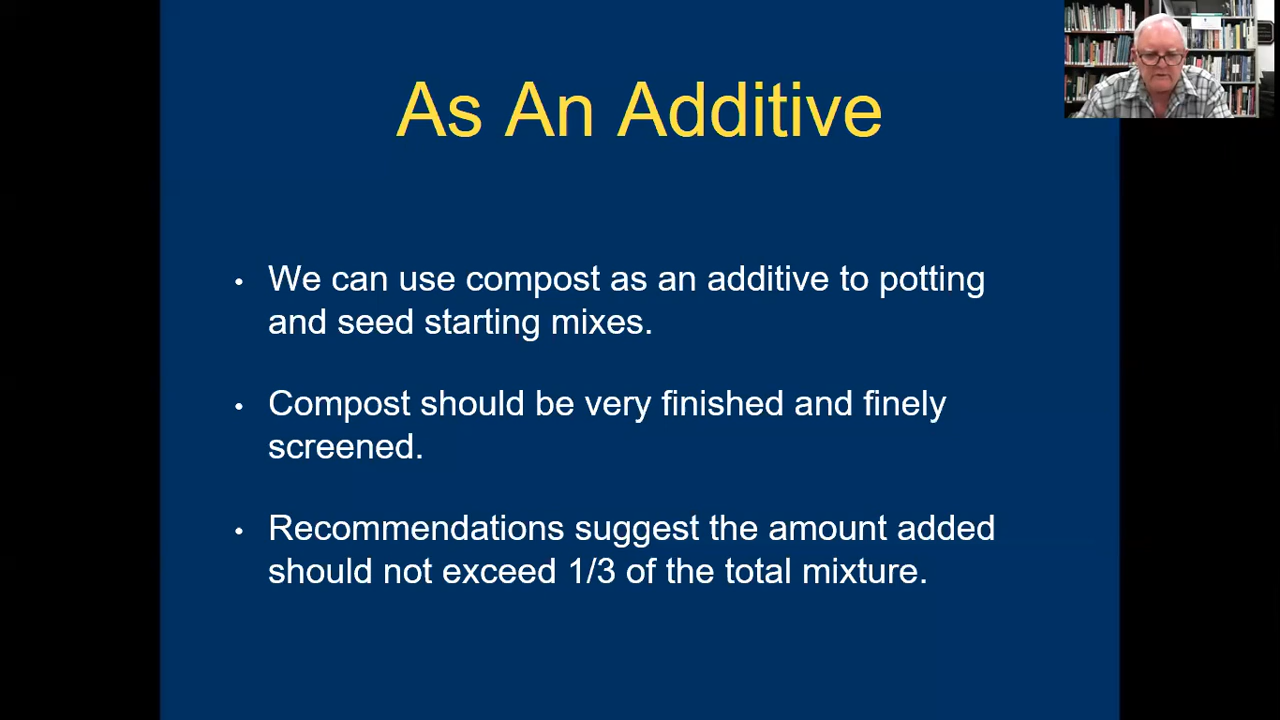 As An Additive
• We can use compost as an additive to potting
and seed starting mixes.
• Compost should be very finished and finely
screened.
• Recommendations suggest the amount added
should not exceed 1/3 of the total mixture.